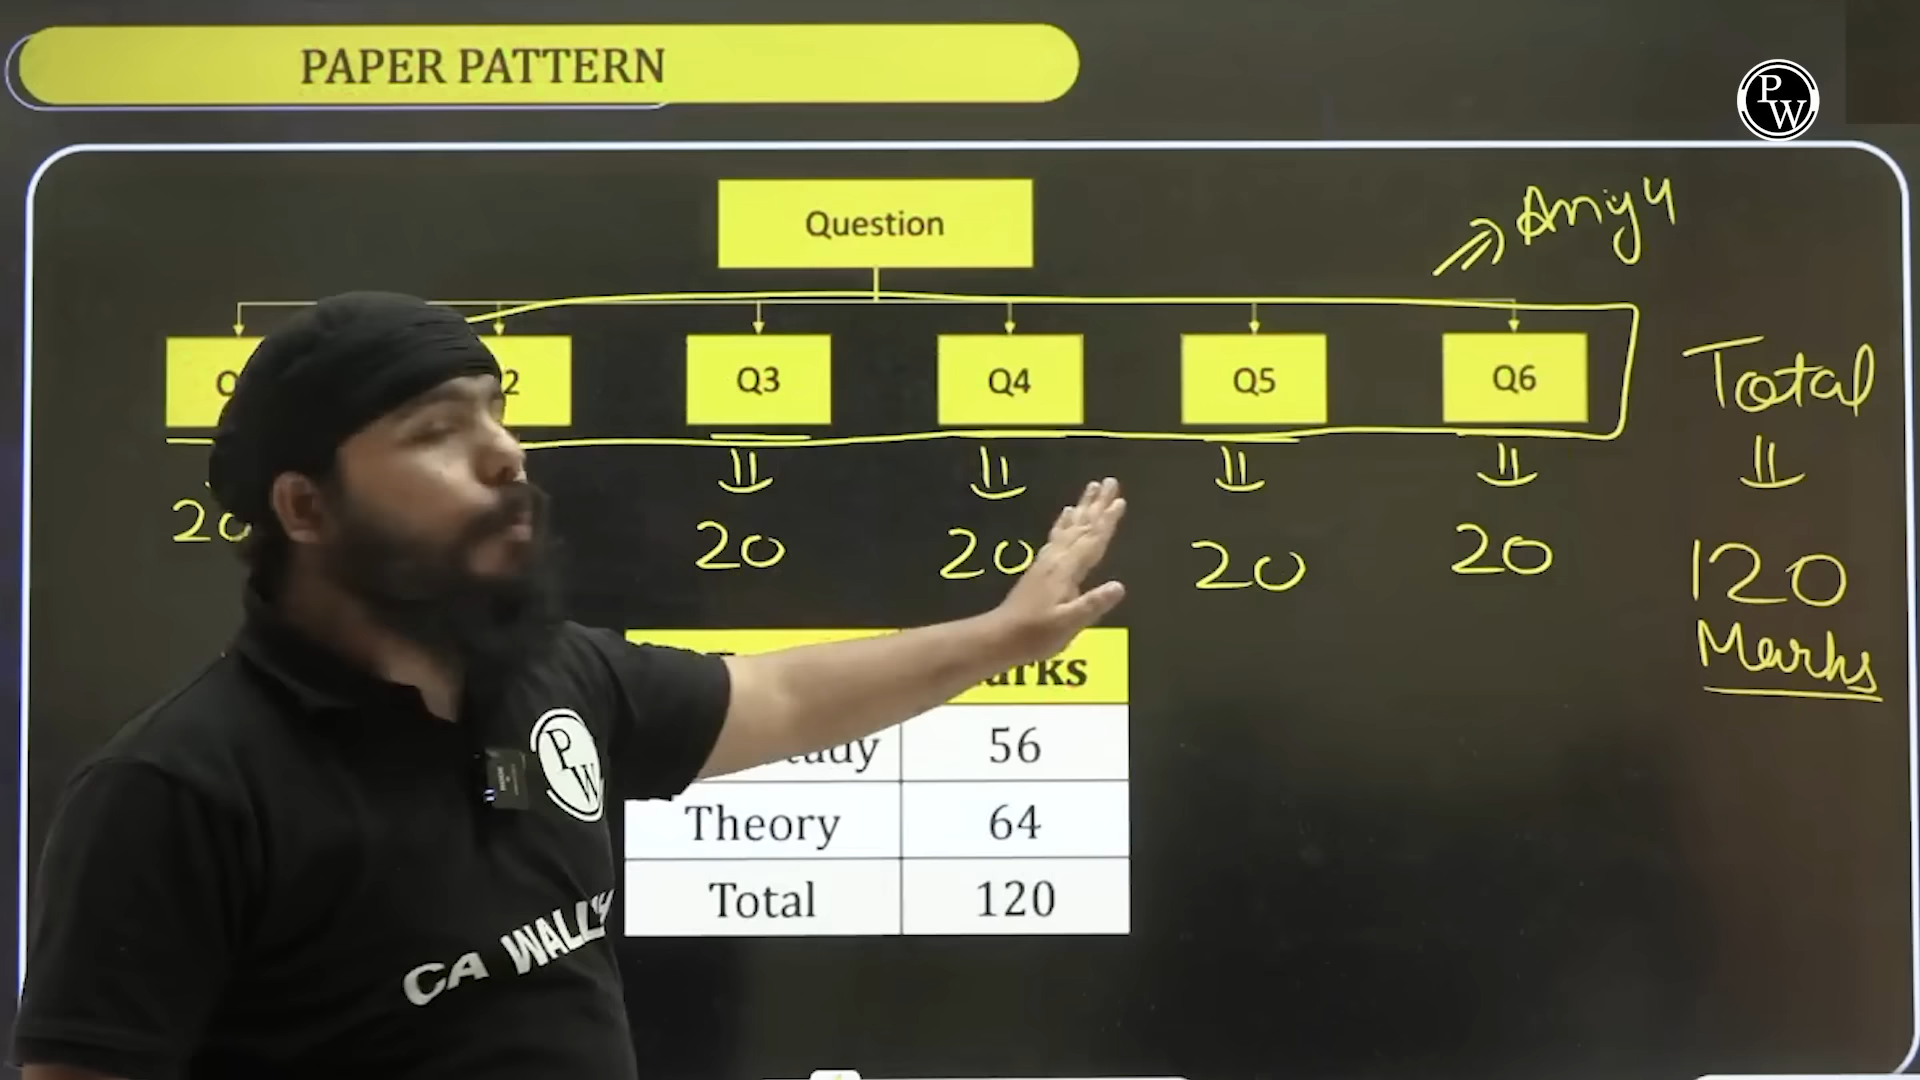 PAPER PATTERN
P
W
Question
Any 4
Q3
Q4
Q5
Q6
Total
20
20
20
20
120
Marks
56
Theory
64
Total
120
P
W
CA WALLAH